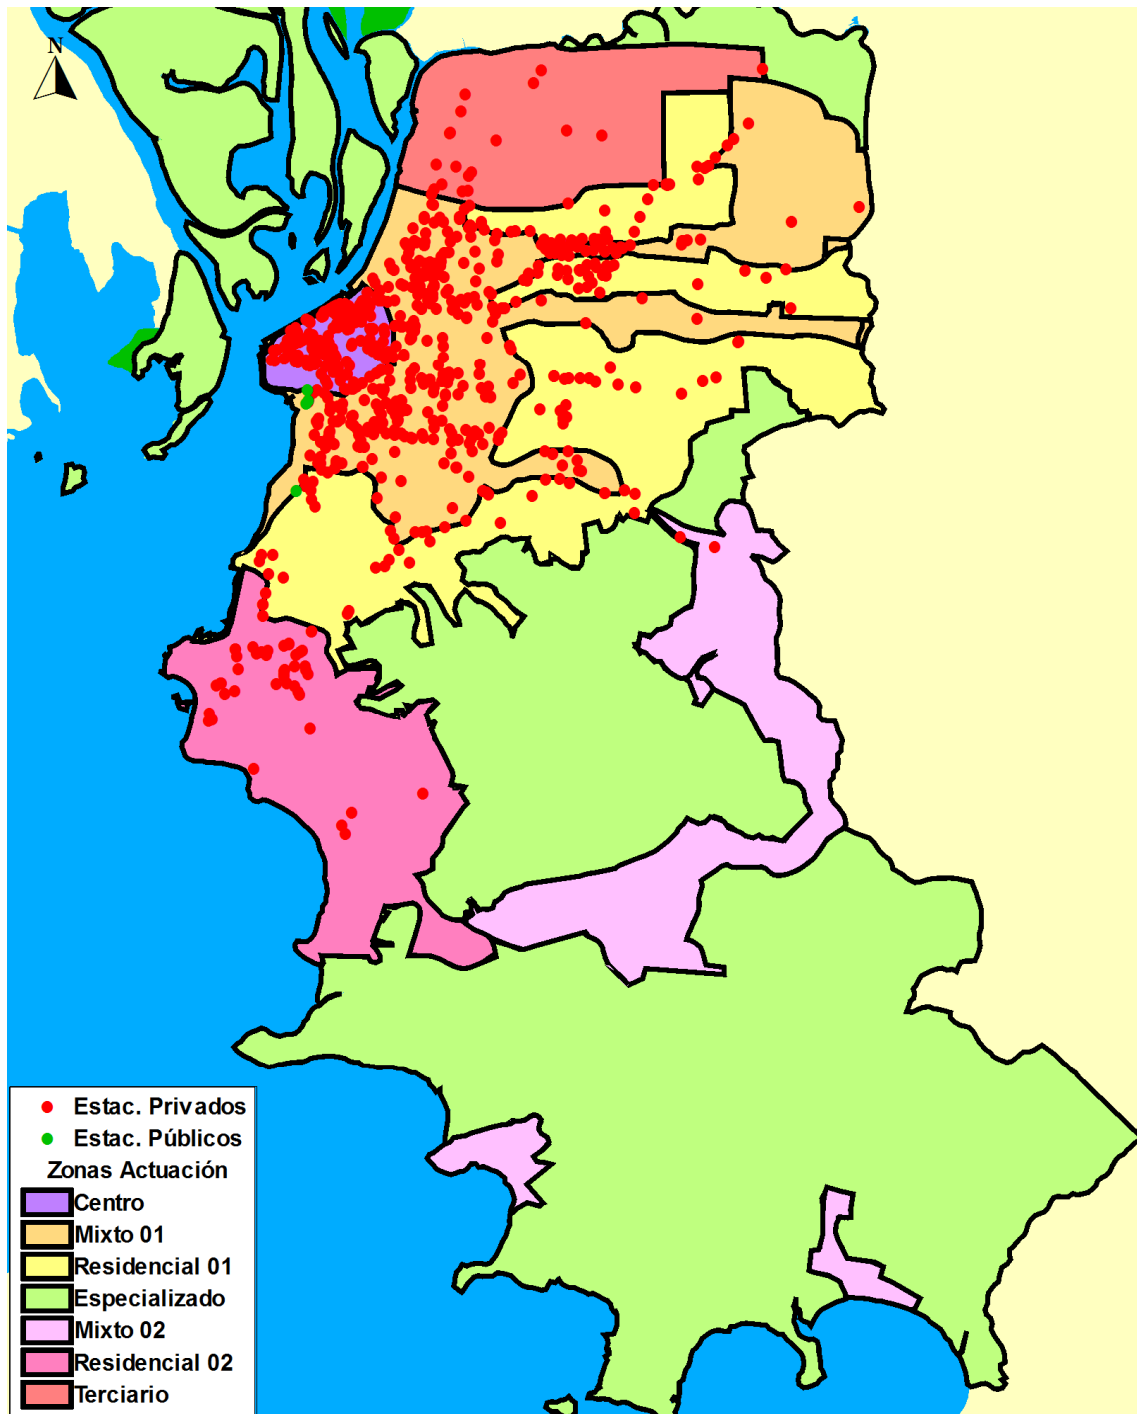 N
Estac. Privados
Estac. Públicos
Zonas Actuación
Centro
Mixto 01
Residencial 01
Especializado
Mixto 02
Residencial 02
Terciario